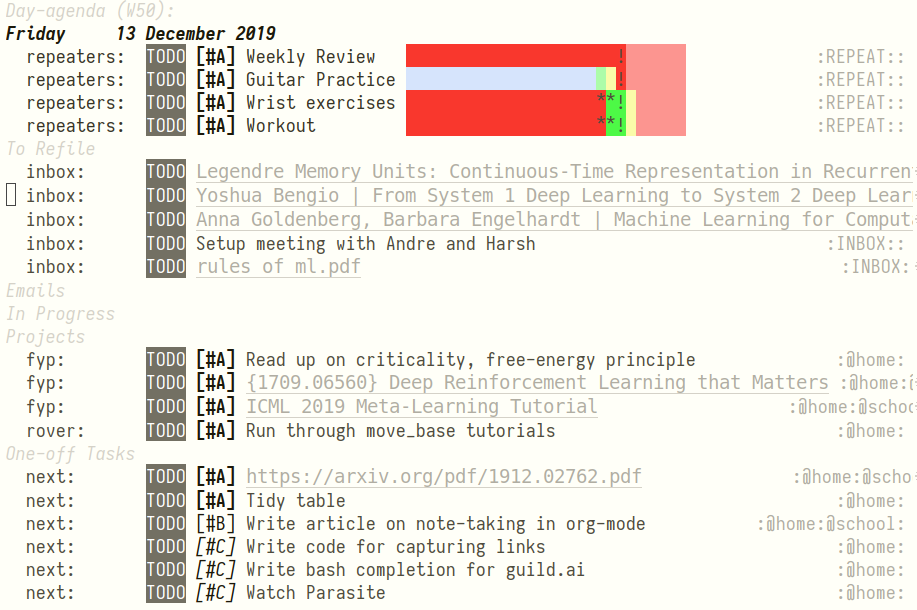 Day-agenda (W50):
Friday 13 December 2019
repeaters: TODO [#A] Weekly Review ! :REPEAT::
repeaters: TODO [#A] Guitar Practice ! :REPEAT::
repeaters: TODO [#A] Wrist exercises **! :REPEAT::
repeaters: TODO [#A] Workout **! :REPEAT::
To Refile
inbox: TODO Legendre Memory Units: Continuous-Time Representation in Recurren
inbox: TODO Yoshua Bengio | From System 1 Deep Learning to System 2 Deep Lear
inbox: TODO Anna Goldenberg, Barbara Engelhardt | Machine Learning for Comput
inbox: TODO Setup meeting with Andre and Harsh :INBOX::
inbox: TODO rules of ml.pdf :INBOX:
Emails
In Progress
Projects
fyp: TODO [#A] Read up on criticality, free-energy principle :@home:
fyp: TODO [#A] {1709.06560} Deep Reinforcement Learning that Matters :@home:
fyp: TODO [#A] ICML 2019 Meta-Learning Tutorial :@home:@schoo
rover: TODO [#A] Run through move_base tutorials :@home:
One-off Tasks
next: TODO [#A] https://arxiv.org/pdf/1912.02762.pdf :@home:@scho
next: TODO [#A] Tidy table :@home:
next: TODO [#B] Write article on note-taking in org-mode :@home:@school:
next: TODO [#C] Write code for capturing links :@home:
next: TODO [#C] Write bash completion for guild.ai :@home:
next: TODO [#C] Watch Parasite :@home: